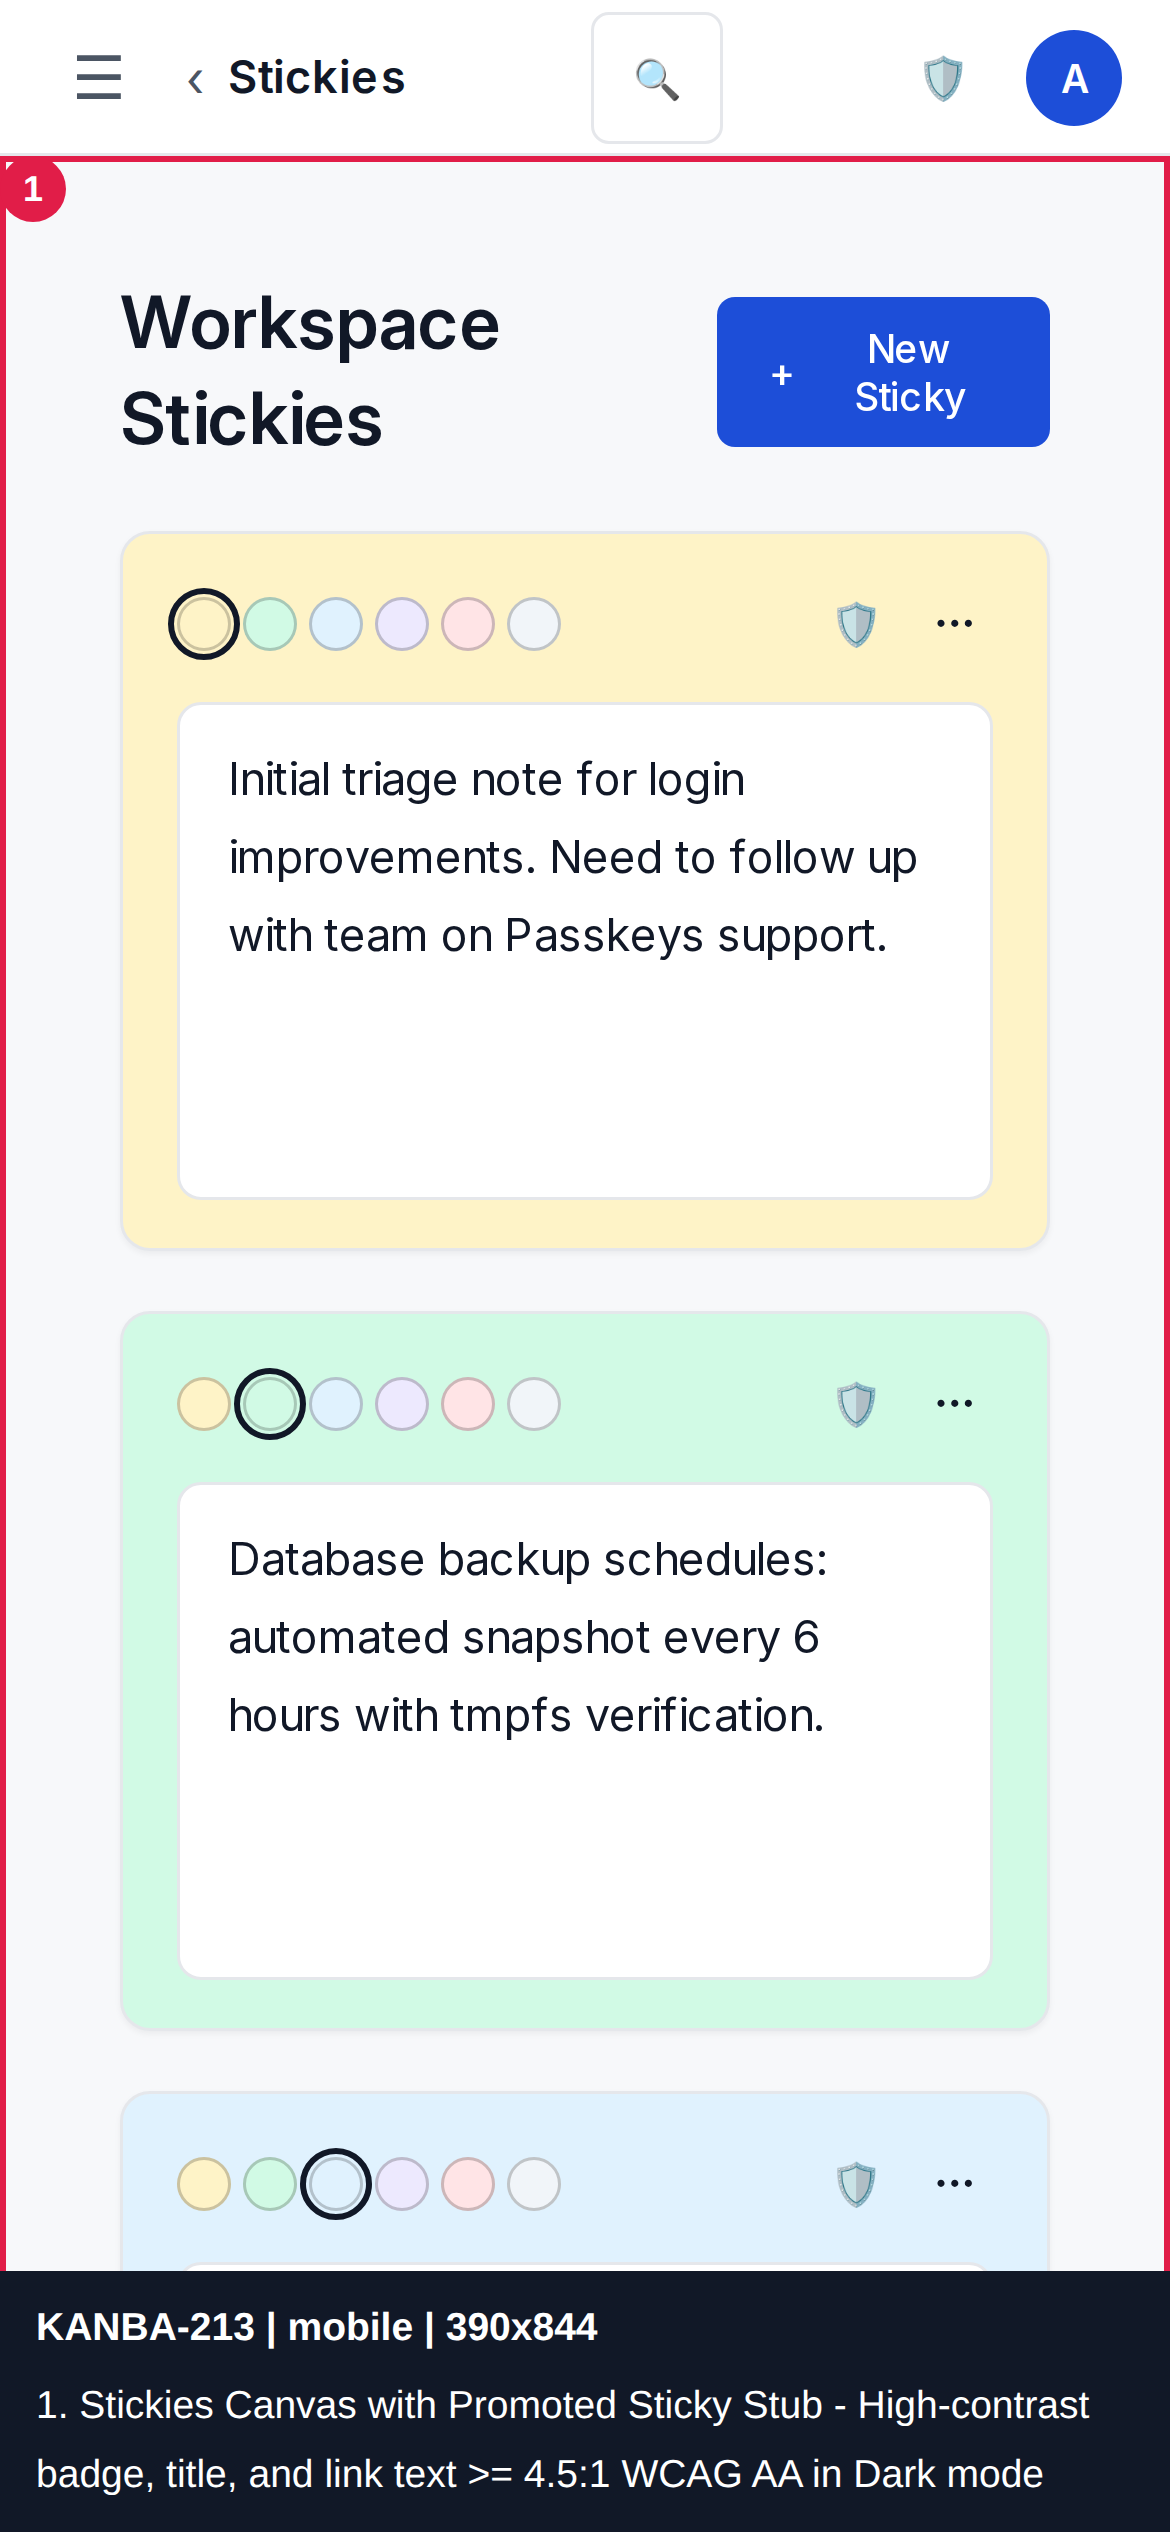 Stickies
A
1
Workspace
Stickies
+ New
Sticky
Initial triage note for login
improvements. Need to follow up
with team on Passkeys support.
Database backup schedules:
automated snapshot every 6
hours with tmpfs verification.
KANBA-213 | mobile | 390x844
1. Stickies Canvas with Promoted Sticky Stub - High-contrast
badge, title, and link text >= 4.5:1 WCAG AA in Dark mode